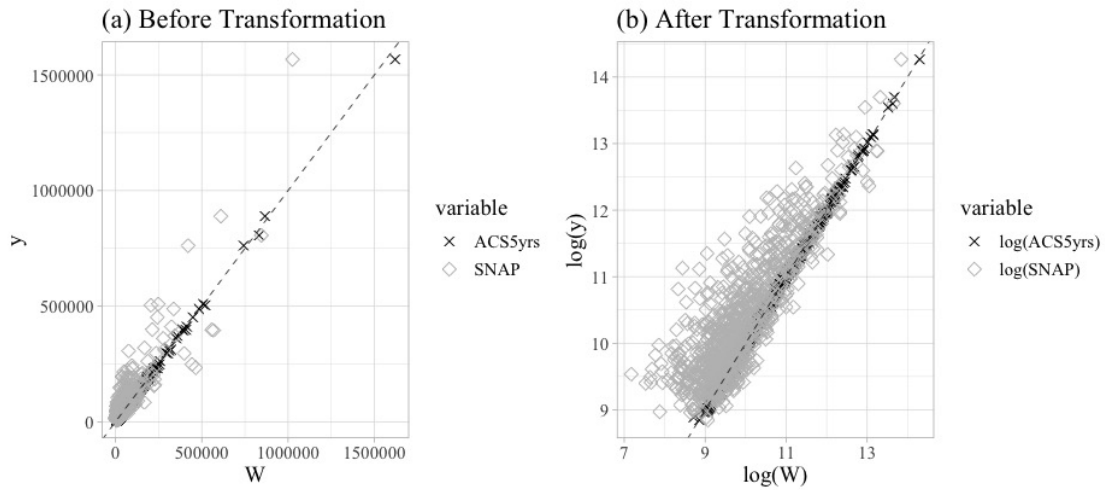 (a) Before Transformation
(b) After Transformation
y
1500000
1000000
500000
0
0
500000
1000000
1500000
W
variable
ACS5yrs
SNAP
log(y)
14
13
12
11
10
9
7
9
11
13
log(W)
variable
log(ACS5yrs)
log(SNAP)